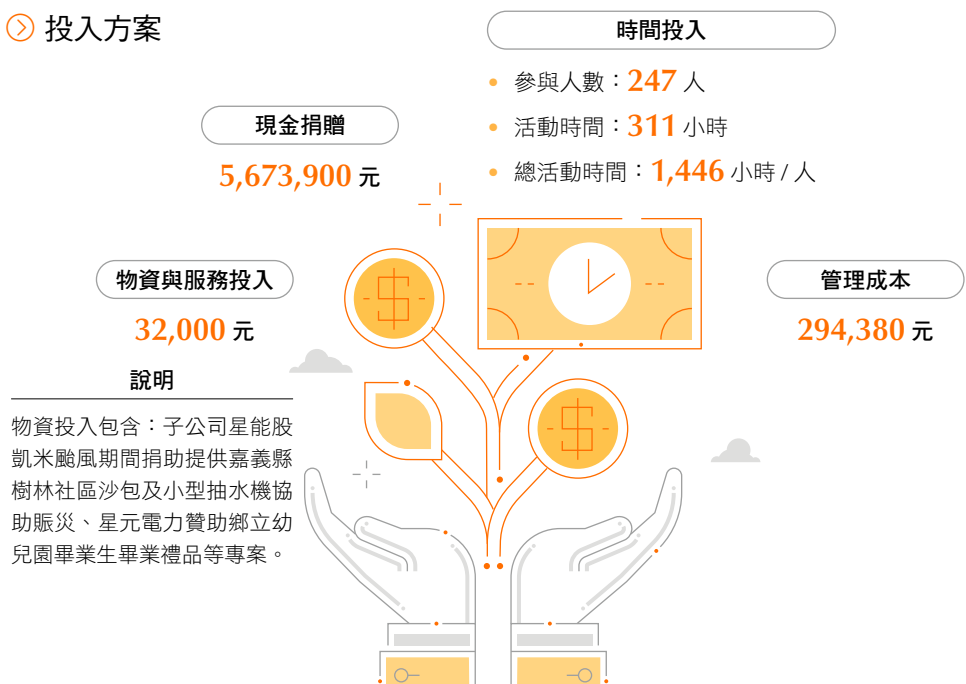 投入方案
時間投入
• 參與人數：247 人
• 活動時間：311 小時
• 總活動時間：1,446 小時 / 人
現金捐贈
5,673,900 元
物資與服務投入
32,000 元
說明
物資投入包含：子公司星能股
凱米颱風期間捐助提供嘉義縣
樹林社區沙包及小型抽水機協
助賑災、星元電力贊助鄉立幼
兒園畢業生畢業禮品等專案。
管理成本
294,380 元